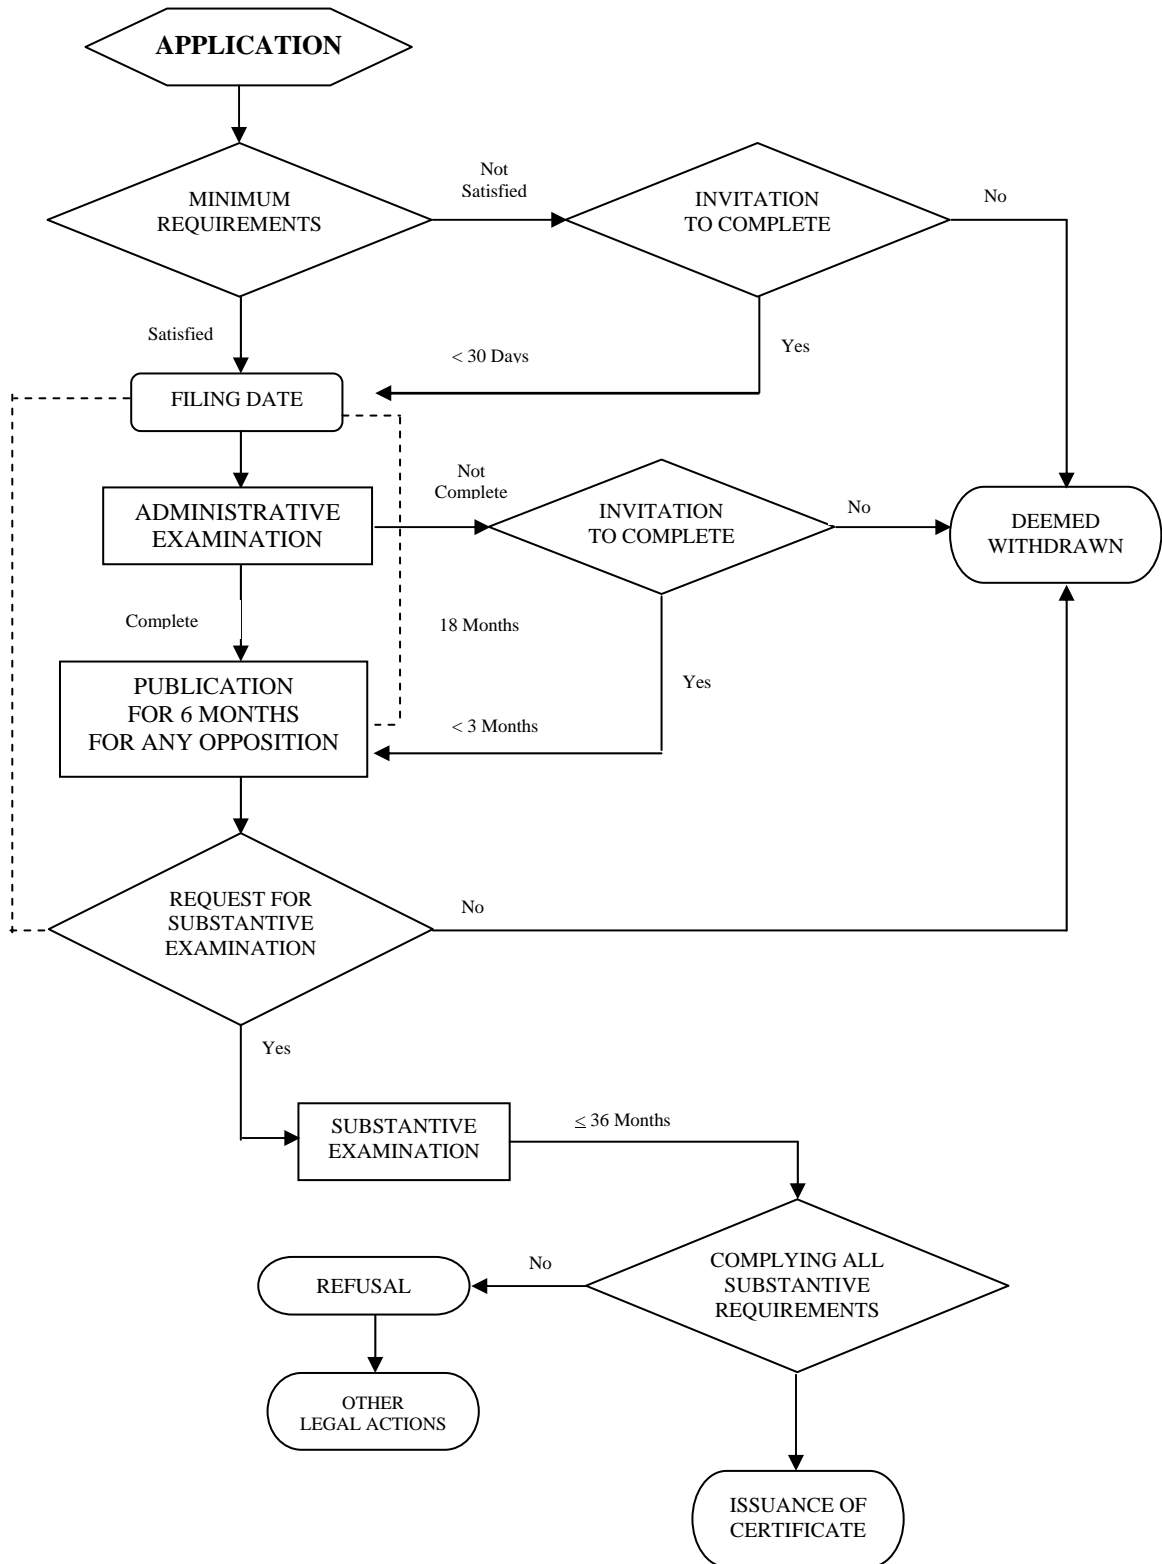 APPLICATION
MINIMUM
REQUIREMENTS
Not
Satisfied
INVITATION
TO COMPLETE
No
Satisfied
< 30 Days
Yes
FILING DATE
ADMINISTRATIVE
EXAMINATION
Not
Complete
INVITATION
TO COMPLETE
No
DEEMED
WITHDRAWN
Complete
18 Months
Yes
PUBLICATION
FOR 6 MONTHS
FOR ANY OPPOSITION
< 3 Months
REQUEST FOR
SUBSTANTIVE
EXAMINATION
No
Yes
SUBSTANTIVE
EXAMINATION
≤ 36 Months
COMPLYING ALL
SUBSTANTIVE
REQUIREMENTS
No
REFUSAL
OTHER
LEGAL ACTIONS
ISSUANCE OF
CERTIFICATE